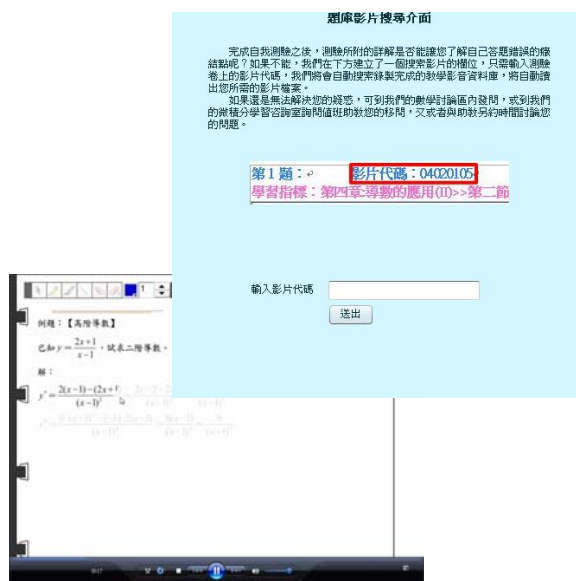 題庫影片搜尋介面
完成自我測驗之後，測驗所附的詳解是否能讓您了解自己答題錯誤的癥
結點呢？如果不能，我們在下方建立了一個搜索影片的欄位，只需輸入測驗
卷上的影片代碼，我們將會自動搜索錄製完成的教學影音資料庫，將自動讀
出您所需的影片檔案。
如果還是無法解決您的疑惑，可到我們的數學討論區內發問，或到我們
的微積分學習咨詢室詢問值班助教您的移問，又或者與助教另約時間討論您
的問題。
第1題： 影片代碼：04020105
學習指標：第四章-導數的應用(II)>>第二節
輸入影片代碼
送出
1
例題：【高階導數】
已知 y = (2x+1)/(x-1)，試求二階導數。
解：
y' = (2(x-1)-(2x+1))/(x-1)²